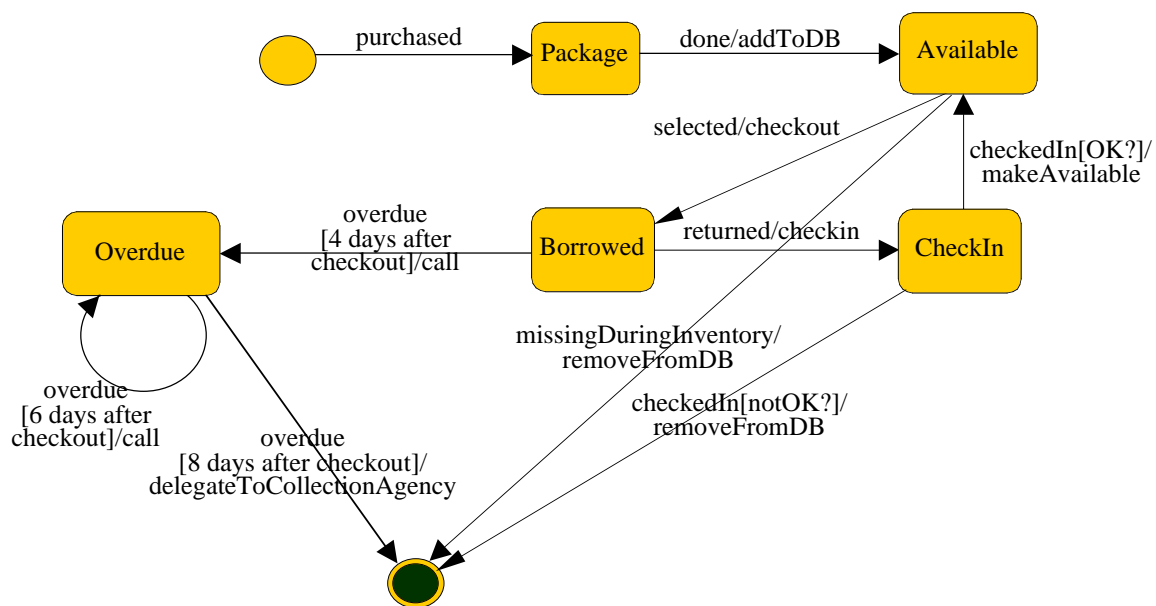 purchased
Package
done/addToDB
Available
selected/checkout
checkedIn[OK?]/
makeAvailable
overdue
[4 days after
checkout]/call
Overdue
Borrowed
returned/checkin
CheckIn
missingDuringInventory/
removeFromDB
overdue
[6 days after
checkout]/call
checkedIn[notOK?]/
removeFromDB
overdue
[8 days after checkout]/
delegateToCollectionAgency